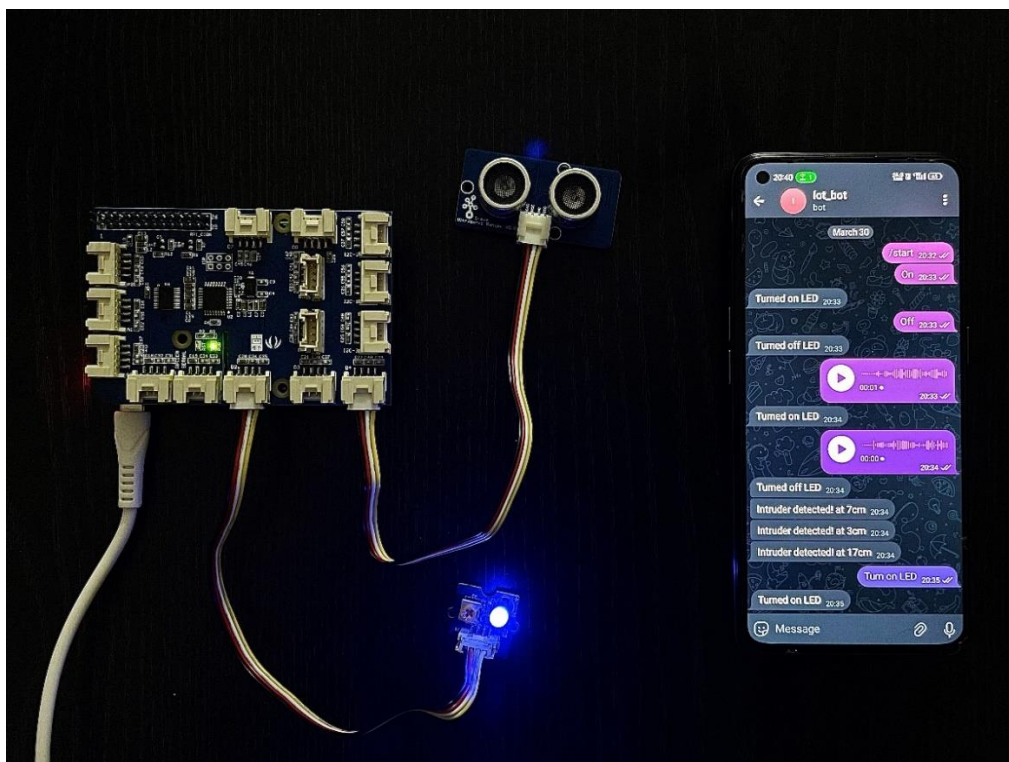 20:40
Iot_bot
bot
March 30
/start 20:32
On 20:33
Turned on LED 20:33
Off 20:33
Turned off LED 20:33
00:01
20:33
Turned on LED 20:34
00:00
20:34
Turned off LED 20:34
Intruder detected! at 7cm 20:34
Intruder detected! at 3cm 20:34
Intruder detected! at 17cm 20:34
Turn on LED 20:35
Turned on LED 20:35
Message